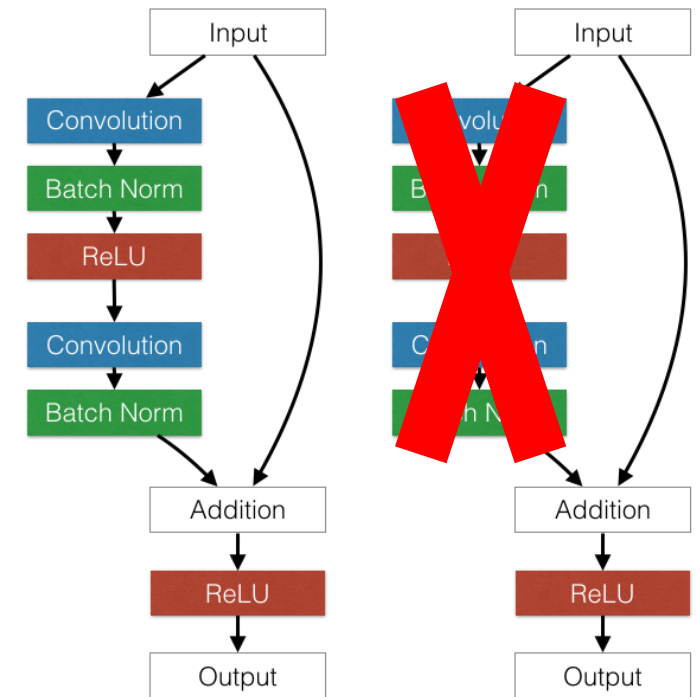 Input
Convolution
Batch Norm
ReLU
Convolution
Batch Norm
Addition
ReLU
Output
Input
Addition
ReLU
Output